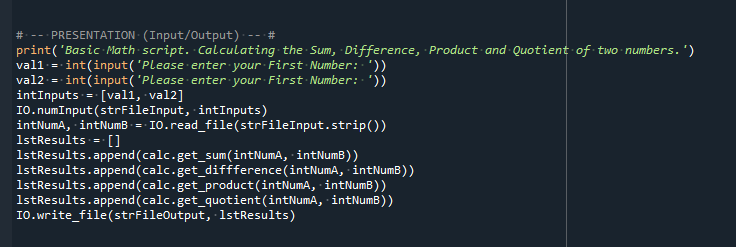 # -- PRESENTATION (Input/Output) -- #
print('Basic Math script. Calculating the Sum, Difference, Product and Quotient of two numbers.')
val1 = int(input('Please enter your First Number: '))
val2 = int(input('Please enter your First Number: '))
intInputs = [val1, val2]
IO.numInput(strFileInput, intInputs)
intNumA, intNumB = IO.read_file(strFileInput.strip())
lstResults = []
lstResults.append(calc.get_sum(intNumA, intNumB))
lstResults.append(calc.get_diffference(intNumA, intNumB))
lstResults.append(calc.get_product(intNumA, intNumB))
lstResults.append(calc.get_quotient(intNumA, intNumB))
IO.write_file(strFileOutput, lstResults)